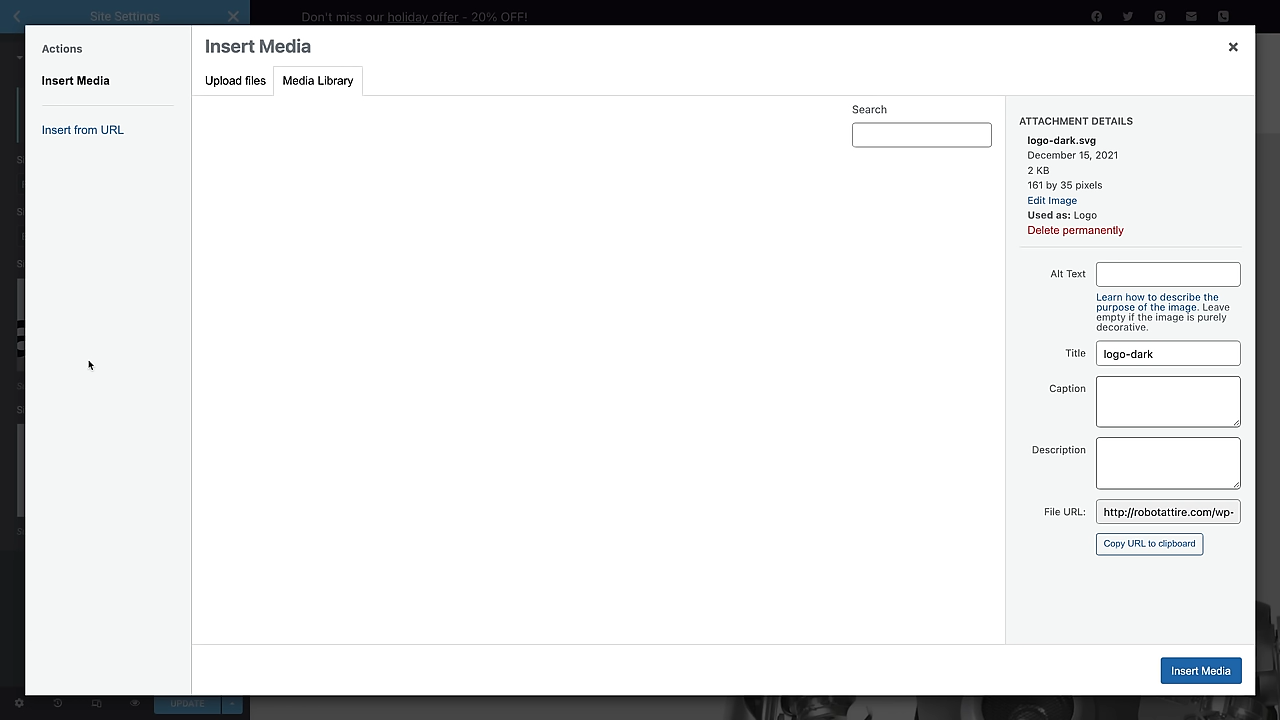 Site Settings
Don't miss our holiday offer - 20% OFF!
Actions
Insert Media
Insert from URL
Insert Media
Upload files
Media Library
Search
ATTACHMENT DETAILS
logo-dark.svg
December 15, 2021
2 KB
161 by 35 pixels
Edit Image
Used as: Logo
Delete permanently
Alt Text
Learn how to describe the
purpose of the image. Leave
empty if the image is purely
decorative.
Title
logo-dark
Caption
Description
File URL:
http://robotattire.com/wp-
Copy URL to clipboard
Insert Media
UPDATE